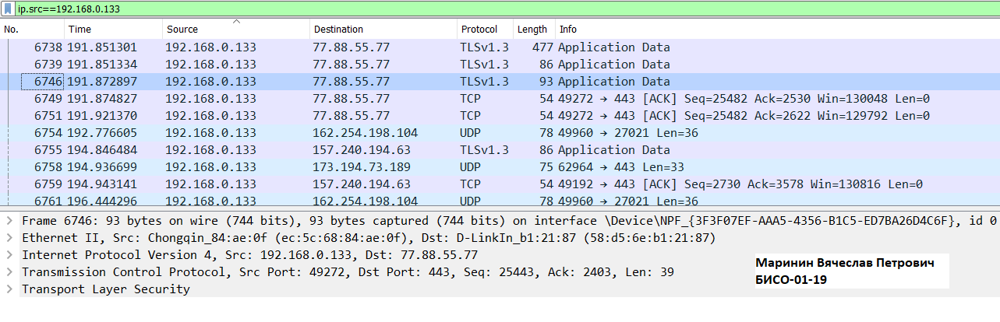 ip.src==192.168.0.133
No. Time Source Destination Protocol Length Info
6738 191.851301 192.168.0.133 77.88.55.77 TLSv1.3 477 Application Data
6739 191.851334 192.168.0.133 77.88.55.77 TLSv1.3 86 Application Data
6746 191.872897 192.168.0.133 77.88.55.77 TLSv1.3 93 Application Data
6749 191.874827 192.168.0.133 77.88.55.77 TCP 54 49272 → 443 [ACK] Seq=25482 Ack=2530 Win=130048 Len=0
6751 191.921370 192.168.0.133 77.88.55.77 TCP 54 49272 → 443 [ACK] Seq=25482 Ack=2622 Win=129792 Len=0
6754 192.776605 192.168.0.133 162.254.198.104 UDP 78 49960 → 27021 Len=36
6755 194.846484 192.168.0.133 157.240.194.63 TLSv1.3 86 Application Data
6758 194.936699 192.168.0.133 173.194.73.189 UDP 75 62964 → 443 Len=33
6759 194.943141 192.168.0.133 157.240.194.63 TCP 54 49192 → 443 [ACK] Seq=2730 Ack=3578 Win=130816 Len=0
6761 196.444296 192.168.0.133 162.254.198.104 UDP 78 49960 → 27021 Len=36
Frame 6746: 93 bytes on wire (744 bits), 93 bytes captured (744 bits) on interface \Device\NPF_{3F3F07EF-AAA5-4356-B1C5-ED7BA26D4C6F}, id 0
Ethernet II, Src: Chongqin_84:ae:0f (ec:5c:68:84:ae:0f), Dst: D-LinkIn_b1:21:87 (58:d5:6e:b1:21:87)
Internet Protocol Version 4, Src: 192.168.0.133, Dst: 77.88.55.77
Transmission Control Protocol, Src Port: 49272, Dst Port: 443, Seq: 25443, Ack: 2403, Len: 39
Transport Layer Security
Маринин Вячеслав Петрович
БИСО-01-19